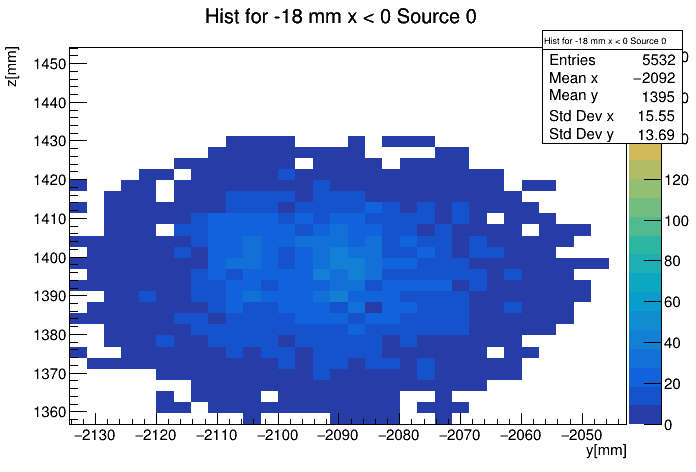 Hist for -18 mm x < 0 Source 0
z[mm]
Hist for -18 mm x < 0 Source 0
Entries 5532
Mean x −2092
Mean y 1395
Std Dev x 15.55
Std Dev y 13.69
1450
1440
1430
1420
1410
1400
1390
1380
1370
1360
120
100
80
60
40
20
0
−2130 −2120 −2110 −2100 −2090 −2080 −2070 −2060 −2050
y[mm]